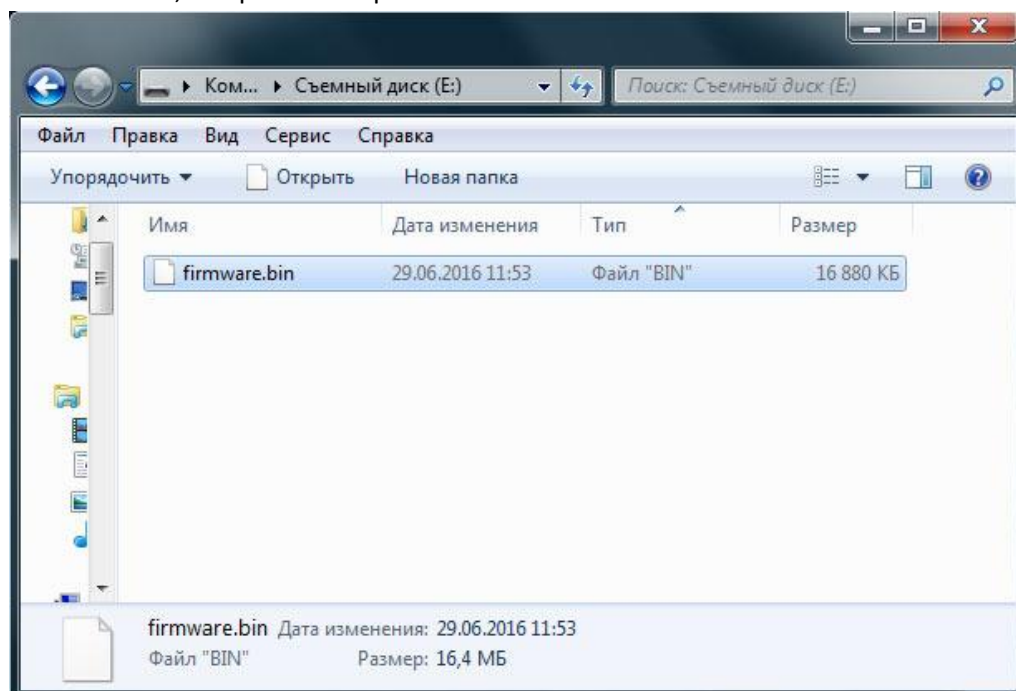 Ком... Съемный диск (E:) Поиск: Съемный диск (E:)
Файл Правка Вид Сервис Справка
Упорядочить Открыть Новая папка
Имя Дата изменения Тип Размер
firmware.bin 29.06.2016 11:53 Файл "BIN" 16 880 КБ
firmware.bin Дата изменения: 29.06.2016 11:53
Файл "BIN" Размер: 16,4 МБ